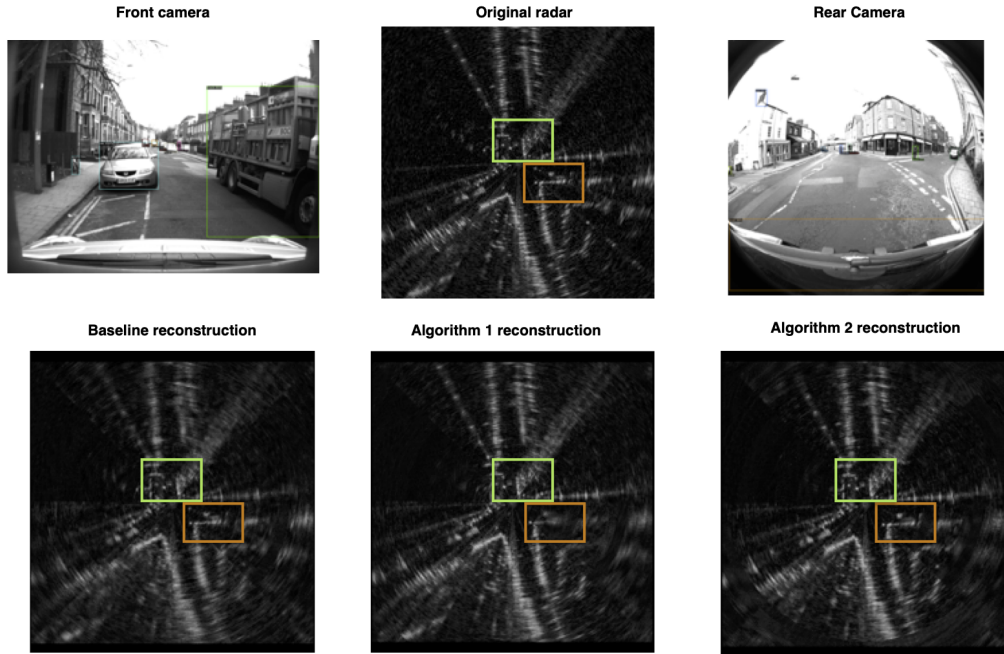 Front camera
Original radar
Rear Camera
Baseline reconstruction
Algorithm 1 reconstruction
Algorithm 2 reconstruction